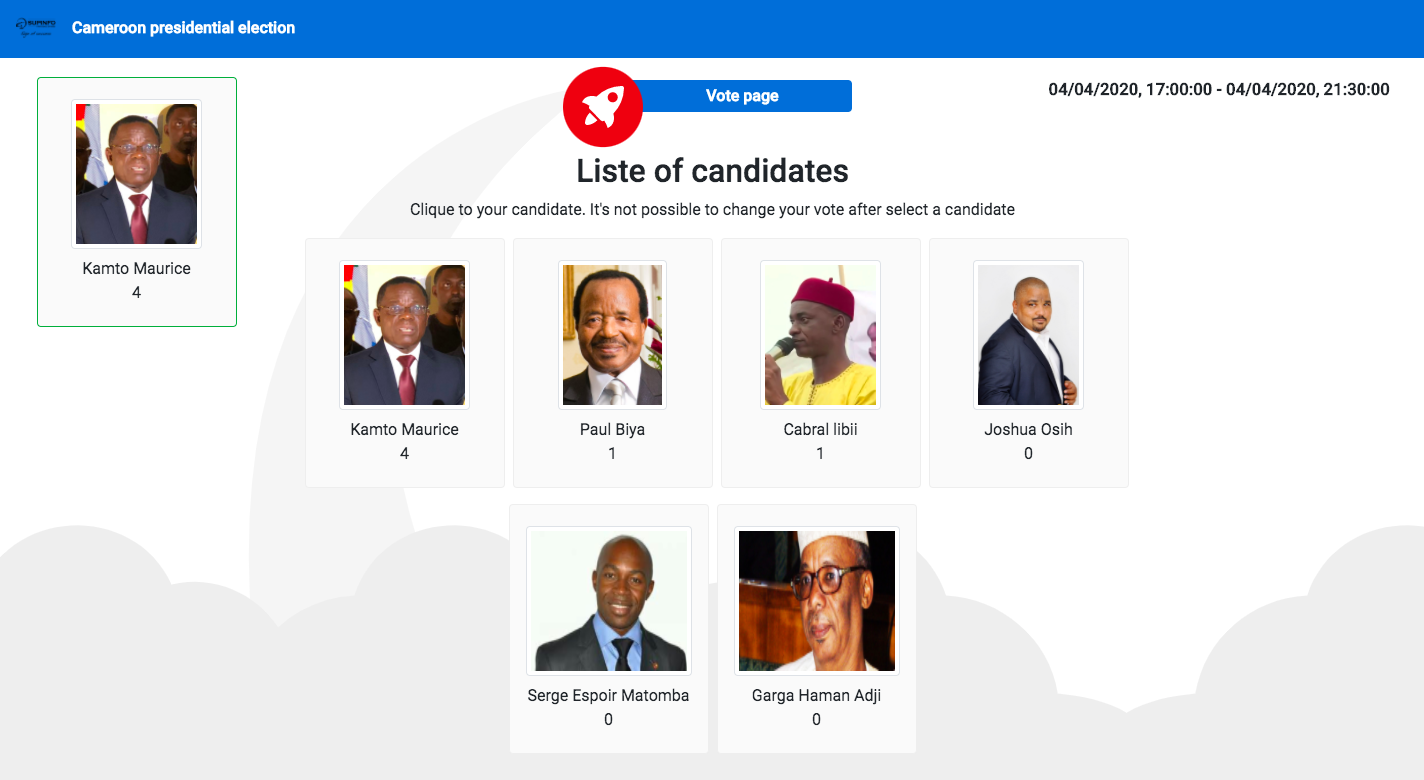 SUPINFO
Cameroon presidential election
Vote page
04/04/2020, 17:00:00 - 04/04/2020, 21:30:00
Kamto Maurice
4
Liste of candidates
Clique to your candidate. It's not possible to change your vote after select a candidate
Kamto Maurice
4
Paul Biya
1
Cabral libii
1
Joshua Osih
0
Serge Espoir Matomba
0
Garga Haman Adji
0